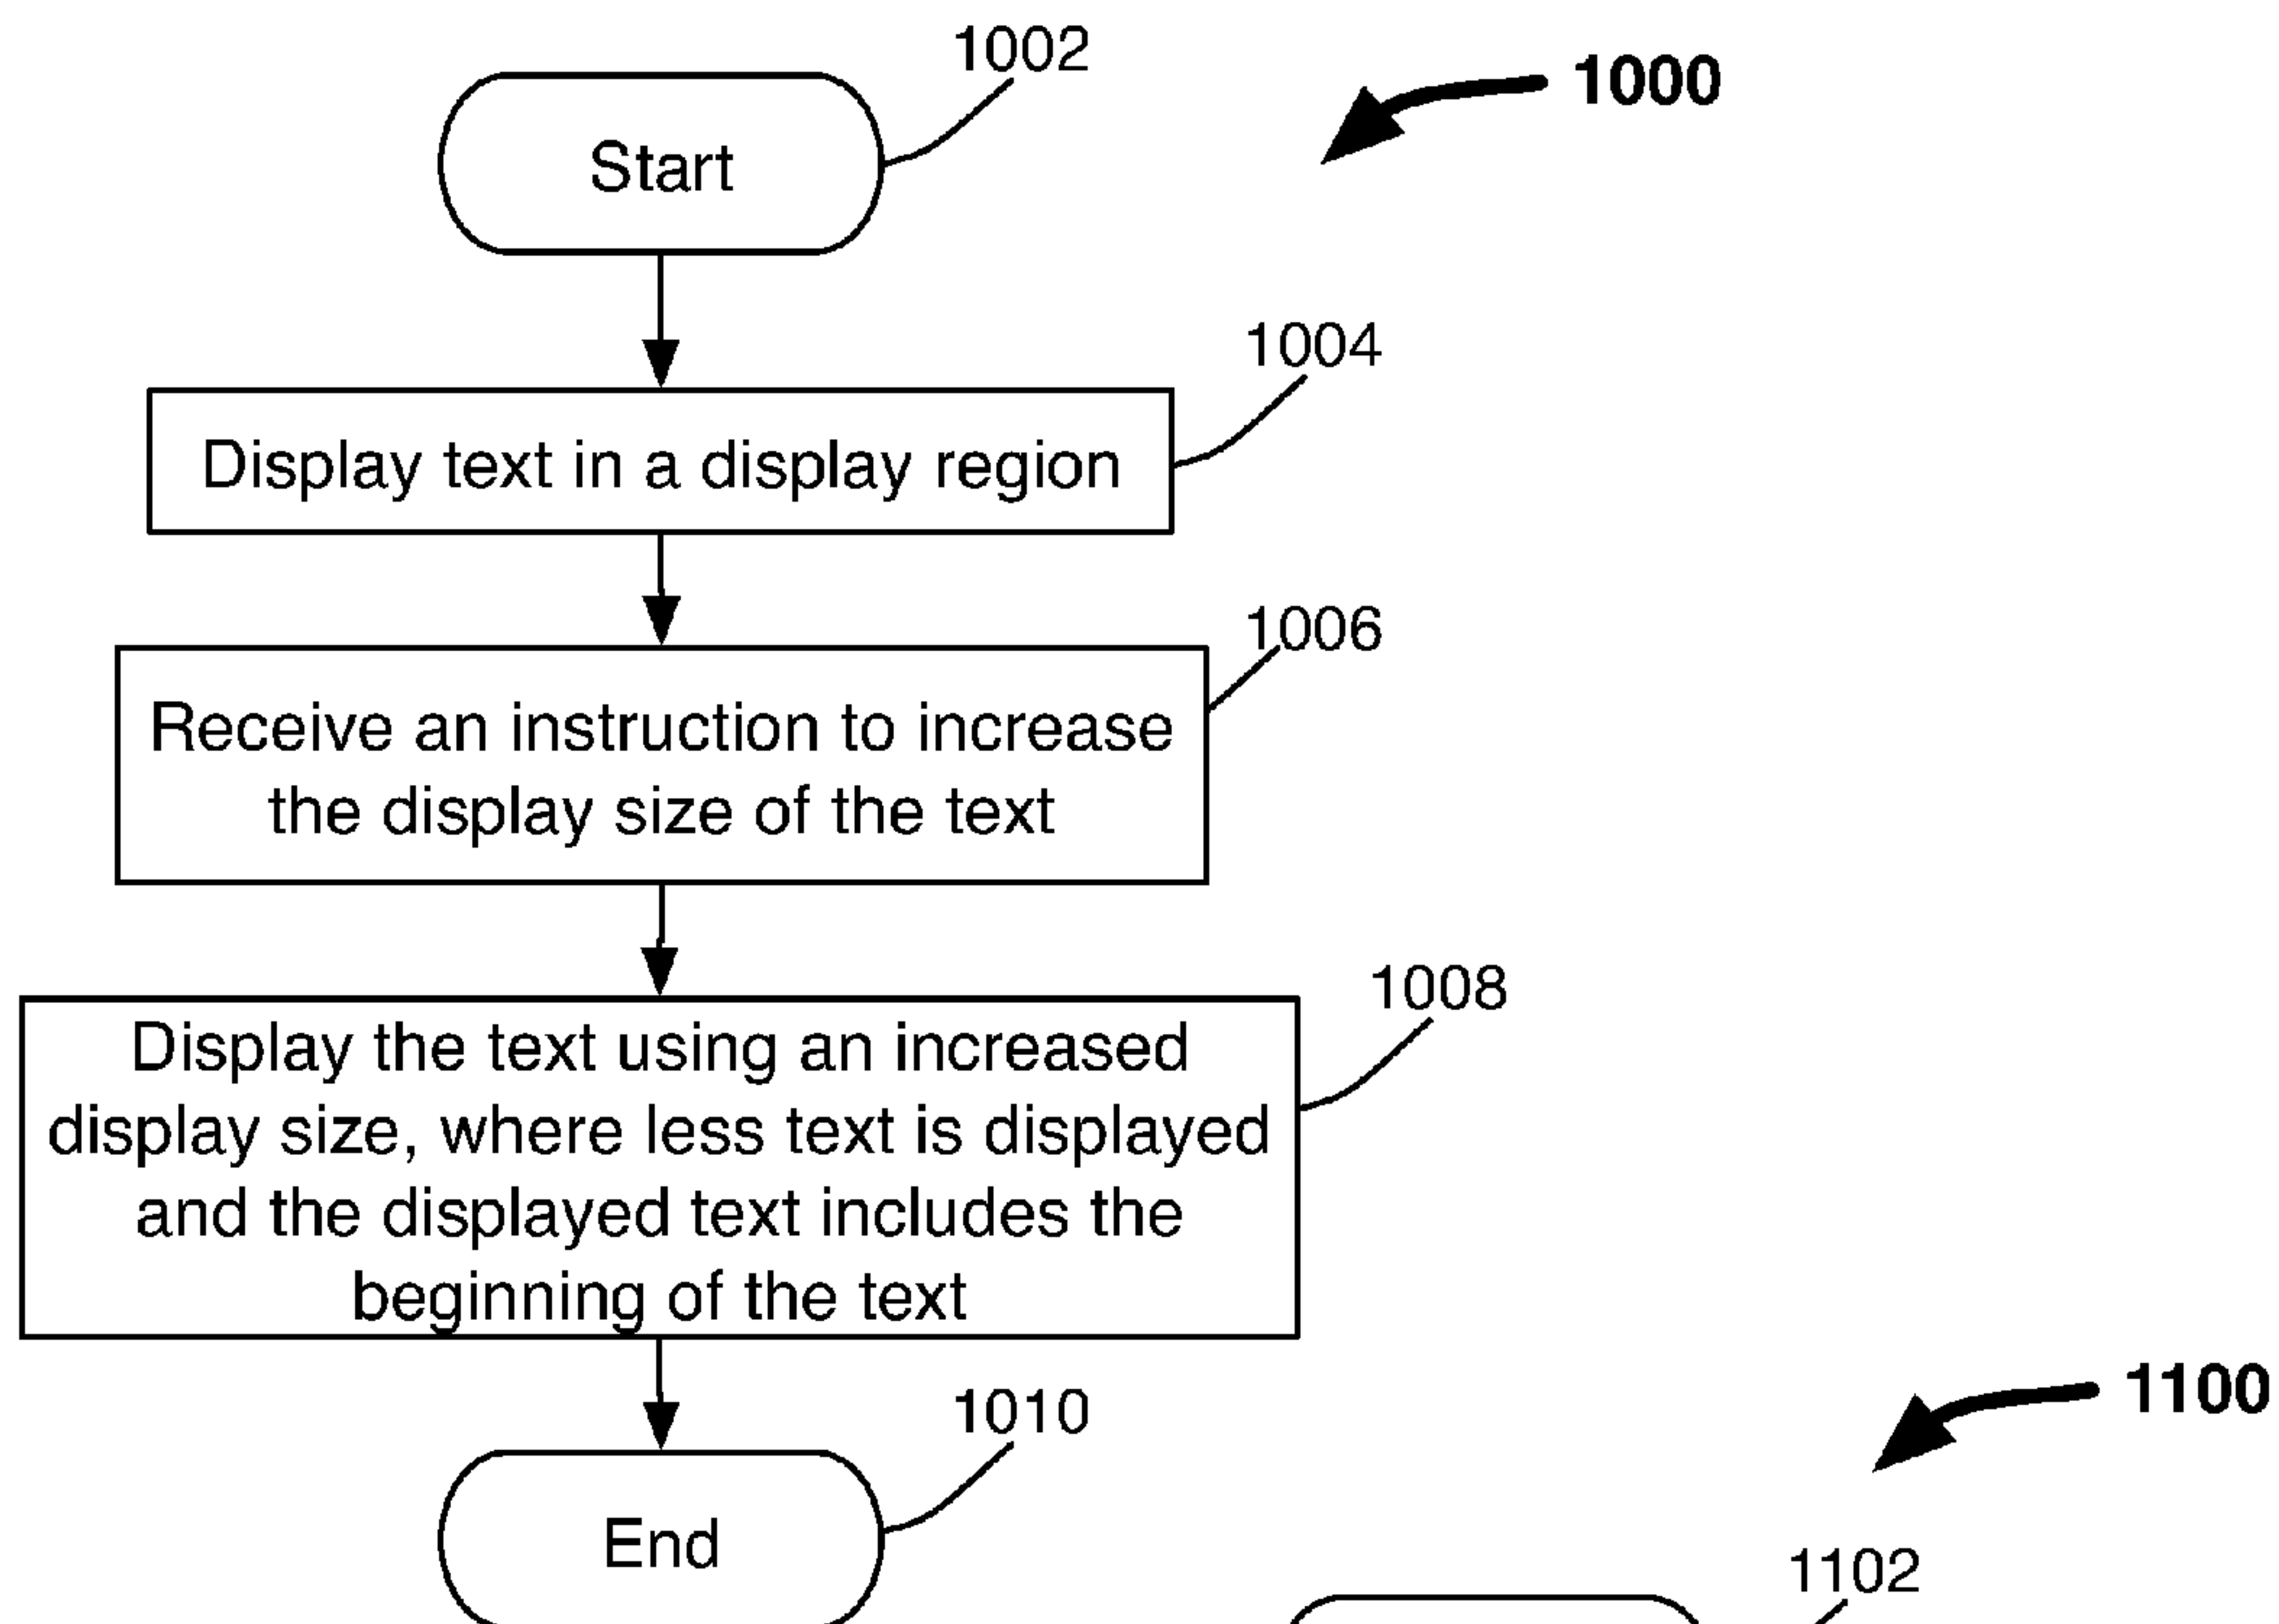 1002
1000
Start
1004
Display text in a display region
1006
Receive an instruction to increase
the display size of the text
1008
Display the text using an increased
display size, where less text is displayed
and the displayed text includes the
beginning of the text
1100
1010
End
1102